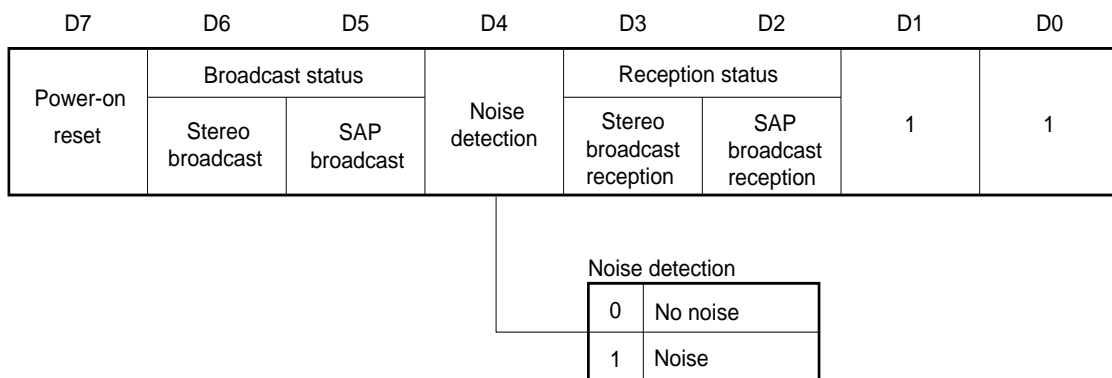 D7 D6 D5 D4 D3 D2 D1 D0
Power-on
reset
Broadcast status
Stereo
broadcast
SAP
broadcast
Noise
detection
Reception status
Stereo
broadcast
reception
SAP
broadcast
reception
1
1
Noise detection
0 No noise
1 Noise